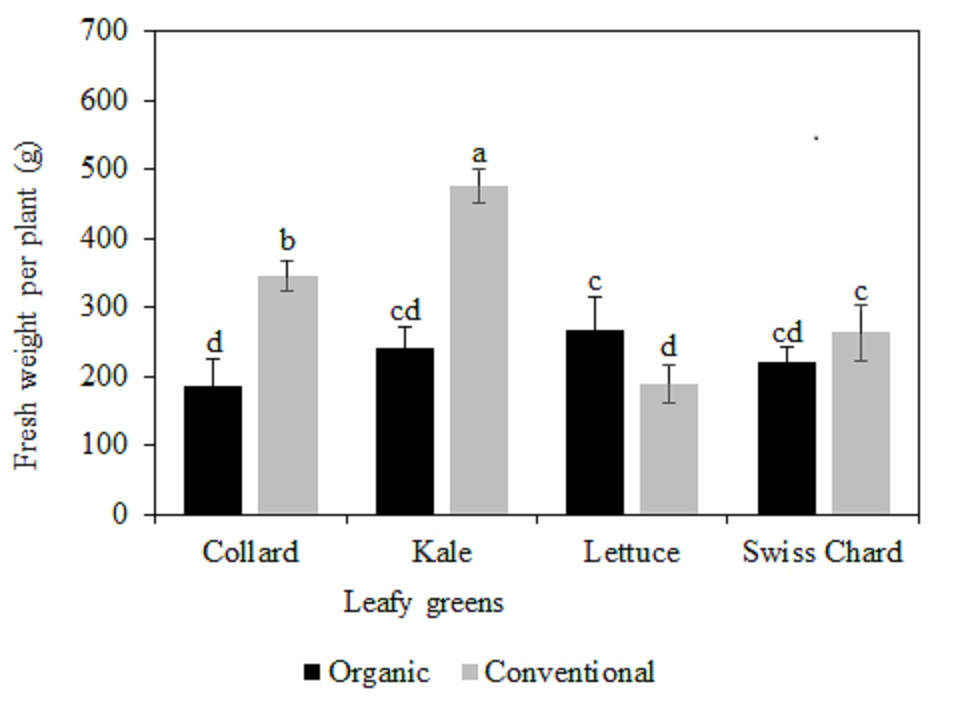 700
600
500
400
300
200
100
0
Fresh weight per plant (g)
d
b
cd
a
c
d
cd
c
Collard Kale Lettuce Swiss Chard
Leafy greens
Organic Conventional